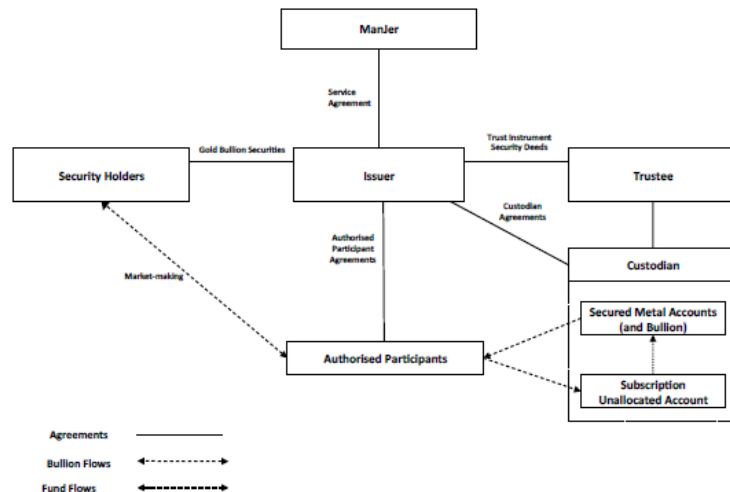 ManJer
Service
Agreement
Gold Bullion Securities
Trust Instrument
Security Deeds
Security Holders
Issuer
Trustee
Custodian
Agreements
Authorised
Participant
Agreements
Custodian
Market-making
Secured Metal Accounts
(and Bullion)
Authorised Participants
Subscription
Unallocated Account
Agreements
Bullion Flows
Fund Flows